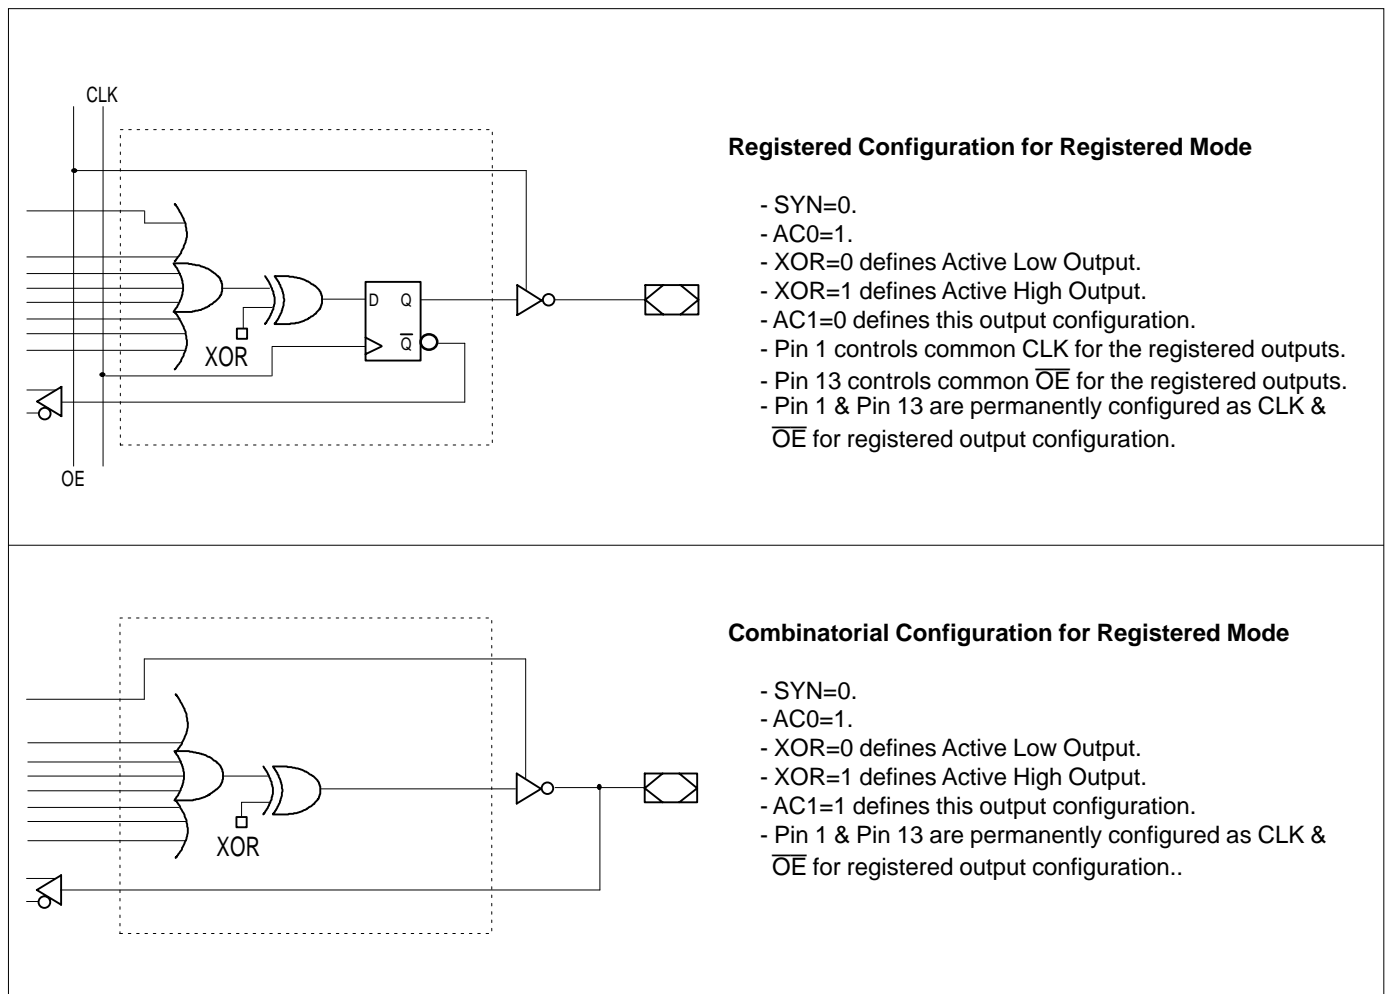 CLK
XOR
D Q
Q̅
OE
Registered Configuration for Registered Mode
- SYN=0.
- AC0=1.
- XOR=0 defines Active Low Output.
- XOR=1 defines Active High Output.
- AC1=0 defines this output configuration.
- Pin 1 controls common CLK for the registered outputs.
- Pin 13 controls common O̅E̅ for the registered outputs.
- Pin 1 & Pin 13 are permanently configured as CLK &
O̅E̅ for registered output configuration.
XOR
Combinatorial Configuration for Registered Mode
- SYN=0.
- AC0=1.
- XOR=0 defines Active Low Output.
- XOR=1 defines Active High Output.
- AC1=1 defines this output configuration.
- Pin 1 & Pin 13 are permanently configured as CLK &
O̅E̅ for registered output configuration..